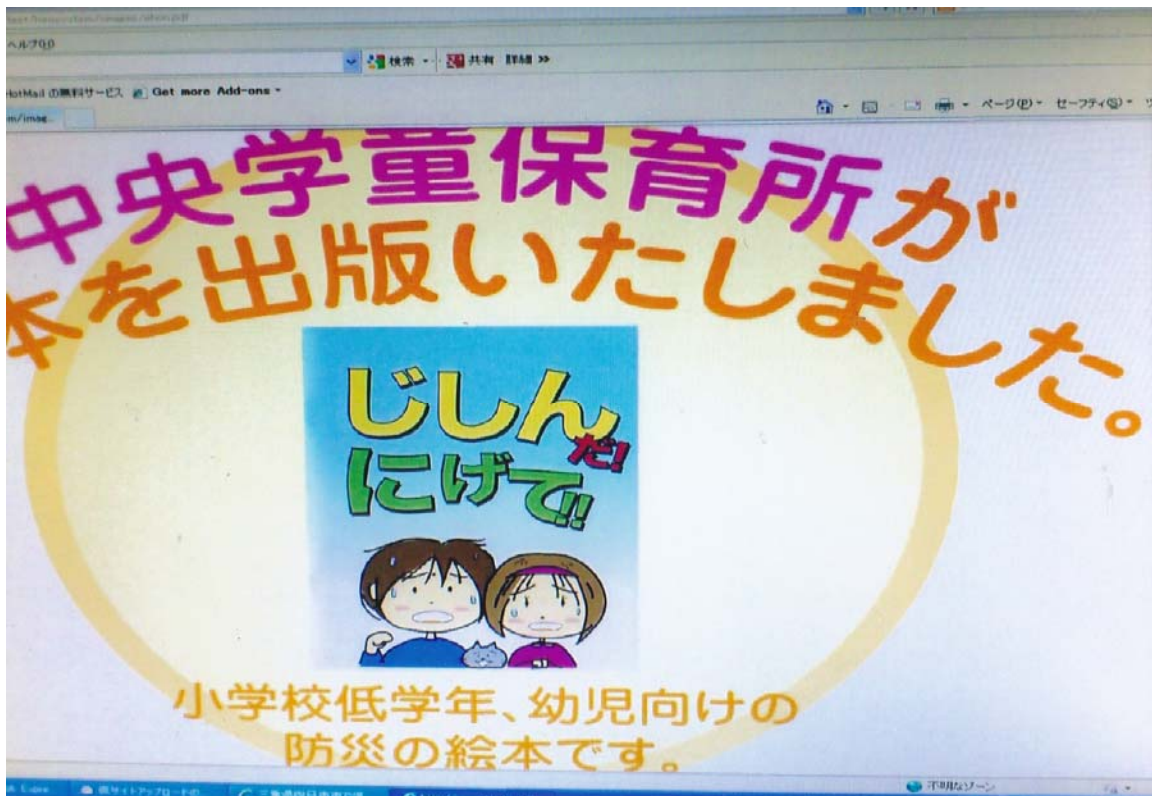 ヘルプ(H)
検索
共有 詳細 »
HotMail の無料サービス Get more Add-ons
ページ(P) セーフティ(S)
m/imag..
中央学童保育所が
本を出版いたしました。
じしん
だ!
にげて!!
小学校低学年、幼児向けの
防災の絵本です。
不明なゾーン